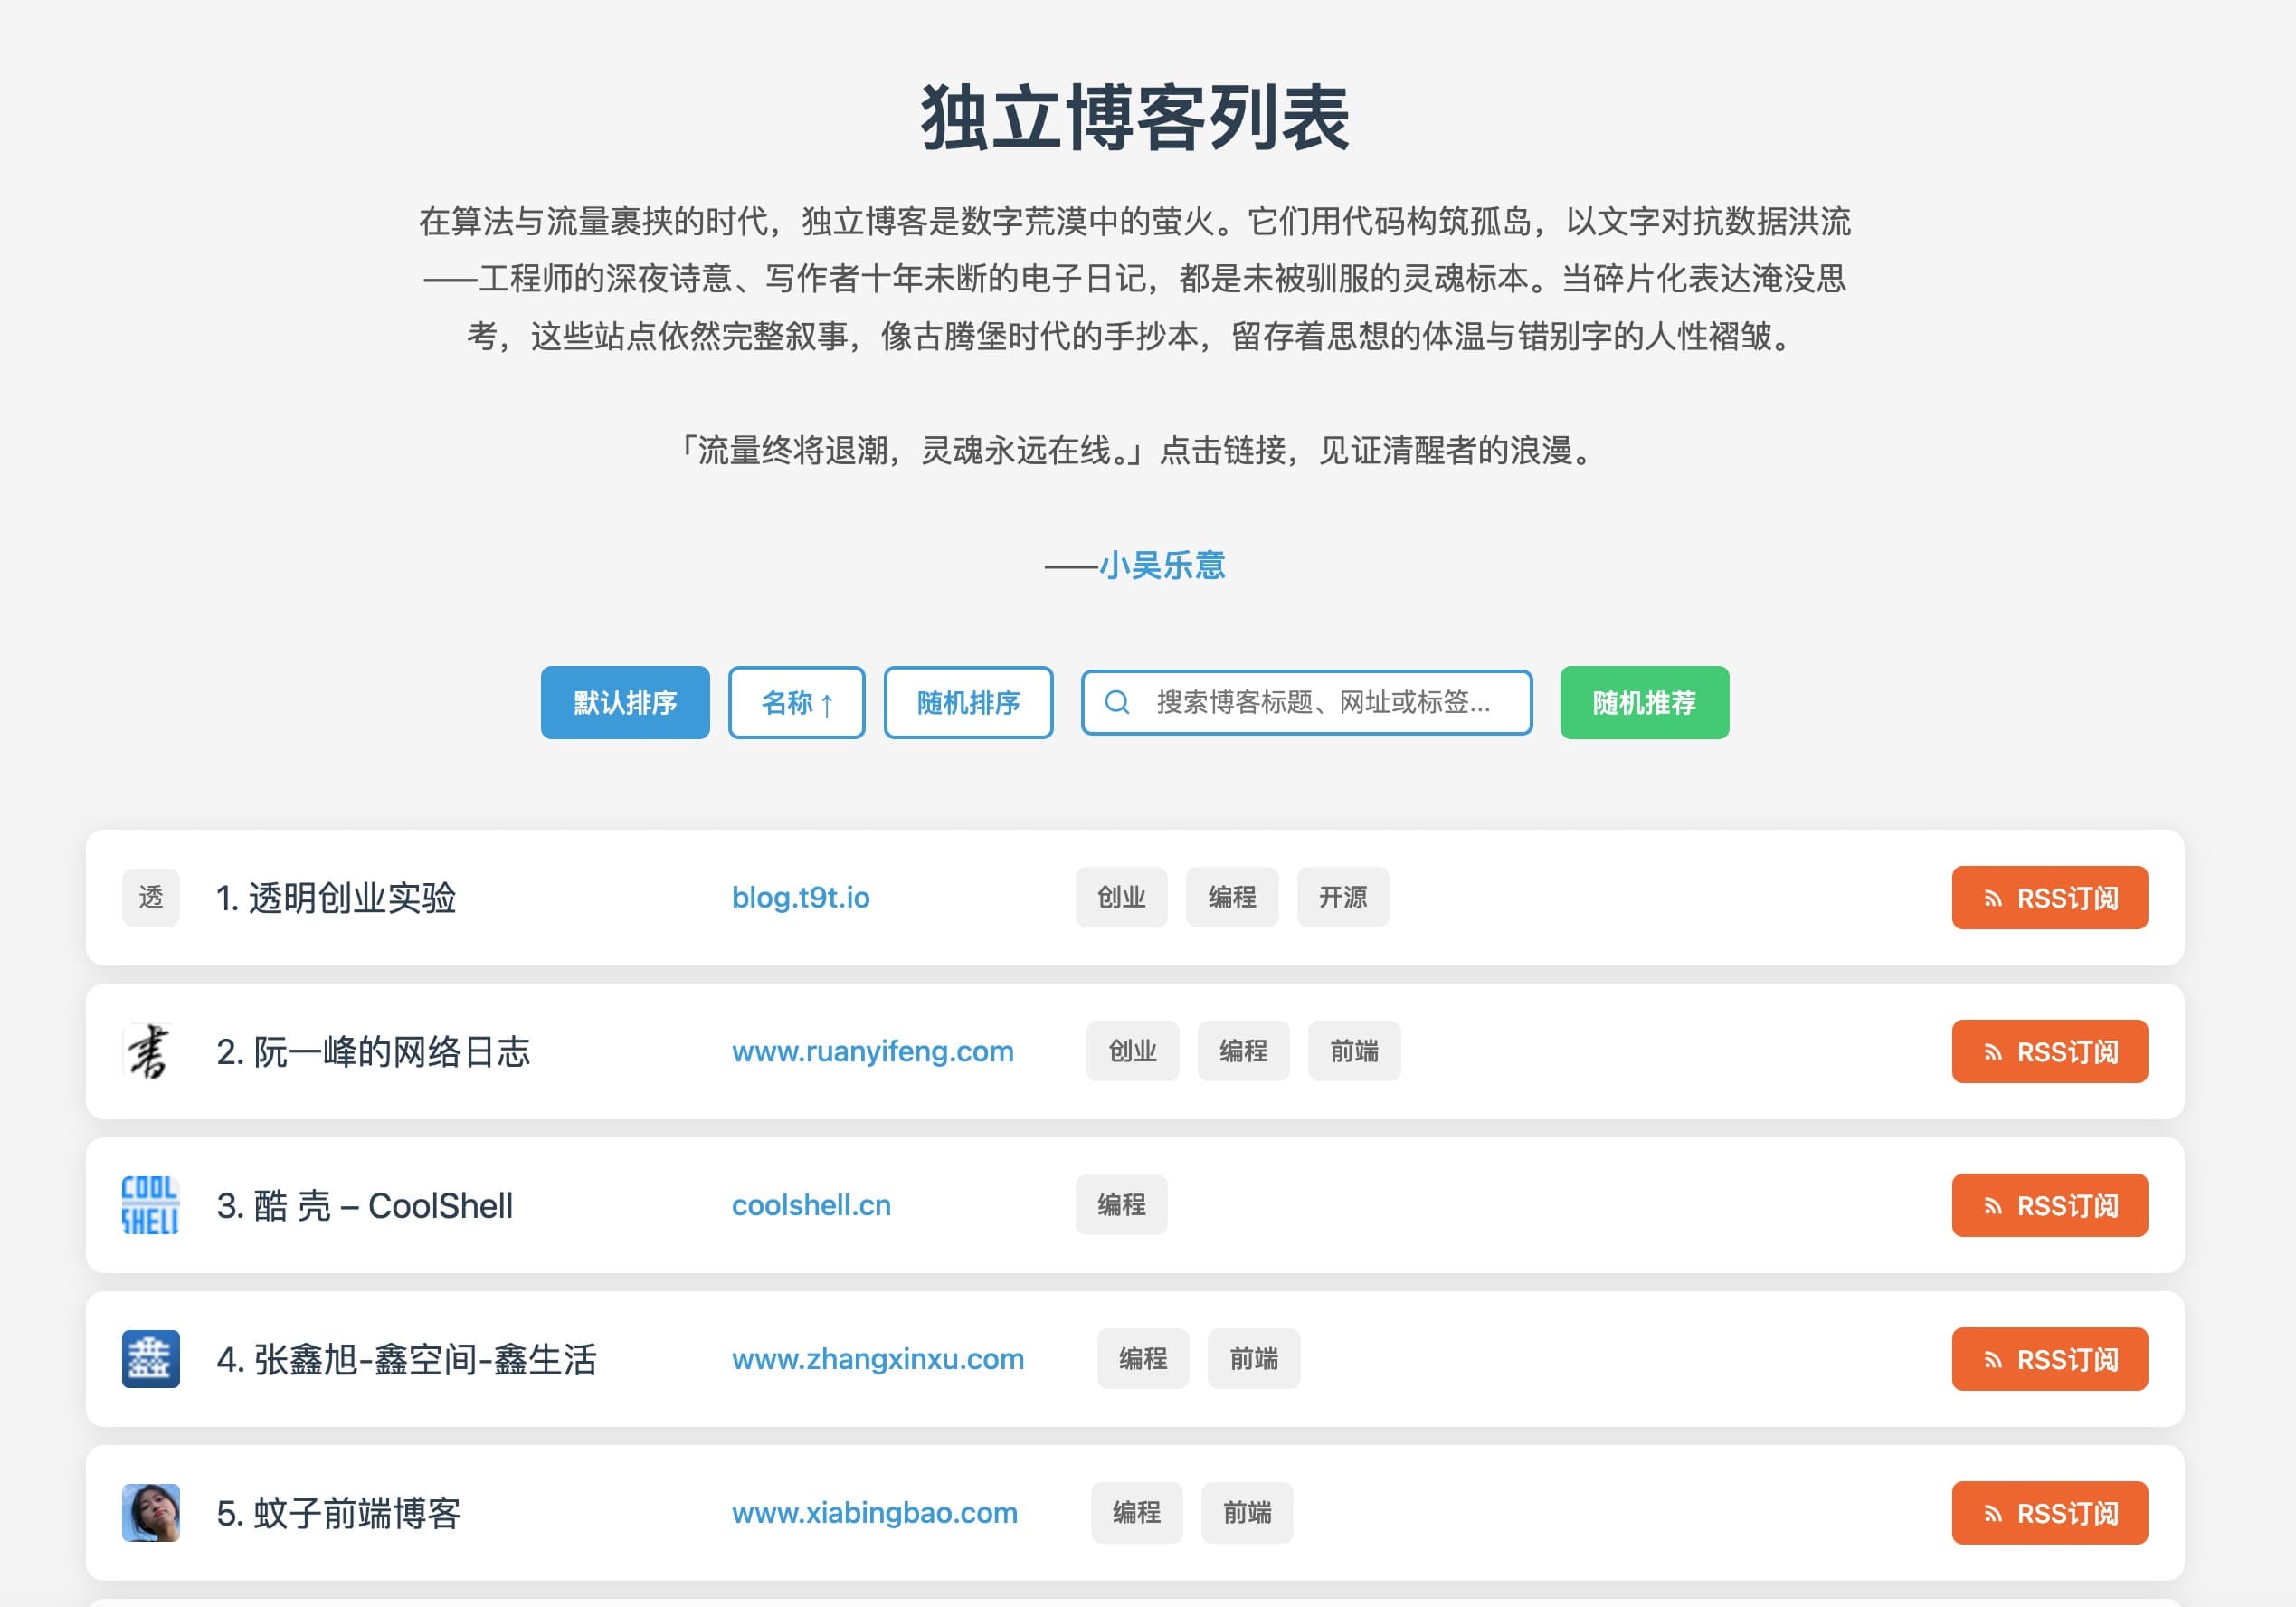 独立博客列表
在算法与流量裹挟的时代，独立博客是数字荒漠中的萤火。它们用代码构筑孤岛，以文字对抗数据洪流
——工程师的深夜诗意、写作者十年未断的电子日记，都是未被驯服的灵魂标本。当碎片化表达淹没思
考，这些站点依然完整叙事，像古腾堡时代的手抄本，留存着思想的体温与错别字的人性褶皱。
「流量终将退潮，灵魂永远在线。」点击链接，见证清醒者的浪漫。
——小吴乐意
默认排序 名称 ↑ 随机排序 搜索博客标题、网址或标签... 随机推荐
透 1. 透明创业实验 blog.t9t.io 创业 编程 开源 RSS订阅
書 2. 阮一峰的网络日志 www.ruanyifeng.com 创业 编程 前端 RSS订阅
COOL SHELL 3. 酷 壳 – CoolShell coolshell.cn 编程 RSS订阅
鑫 4. 张鑫旭-鑫空间-鑫生活 www.zhangxinxu.com 编程 前端 RSS订阅
5. 蚊子前端博客 www.xiabingbao.com 编程 前端 RSS订阅